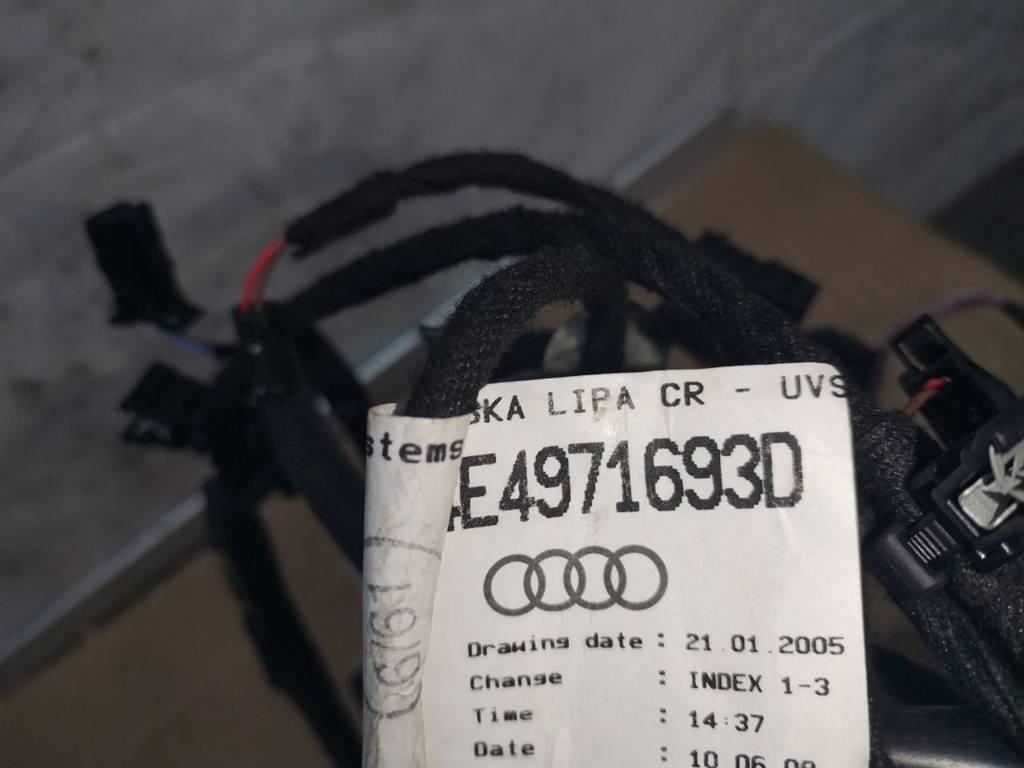 SKA LIPA CR - UVS
stems
E4971693D
Drawing date : 21.01.2005
Change : INDEX 1-3
Time : 14:37
Date : 10.06.09